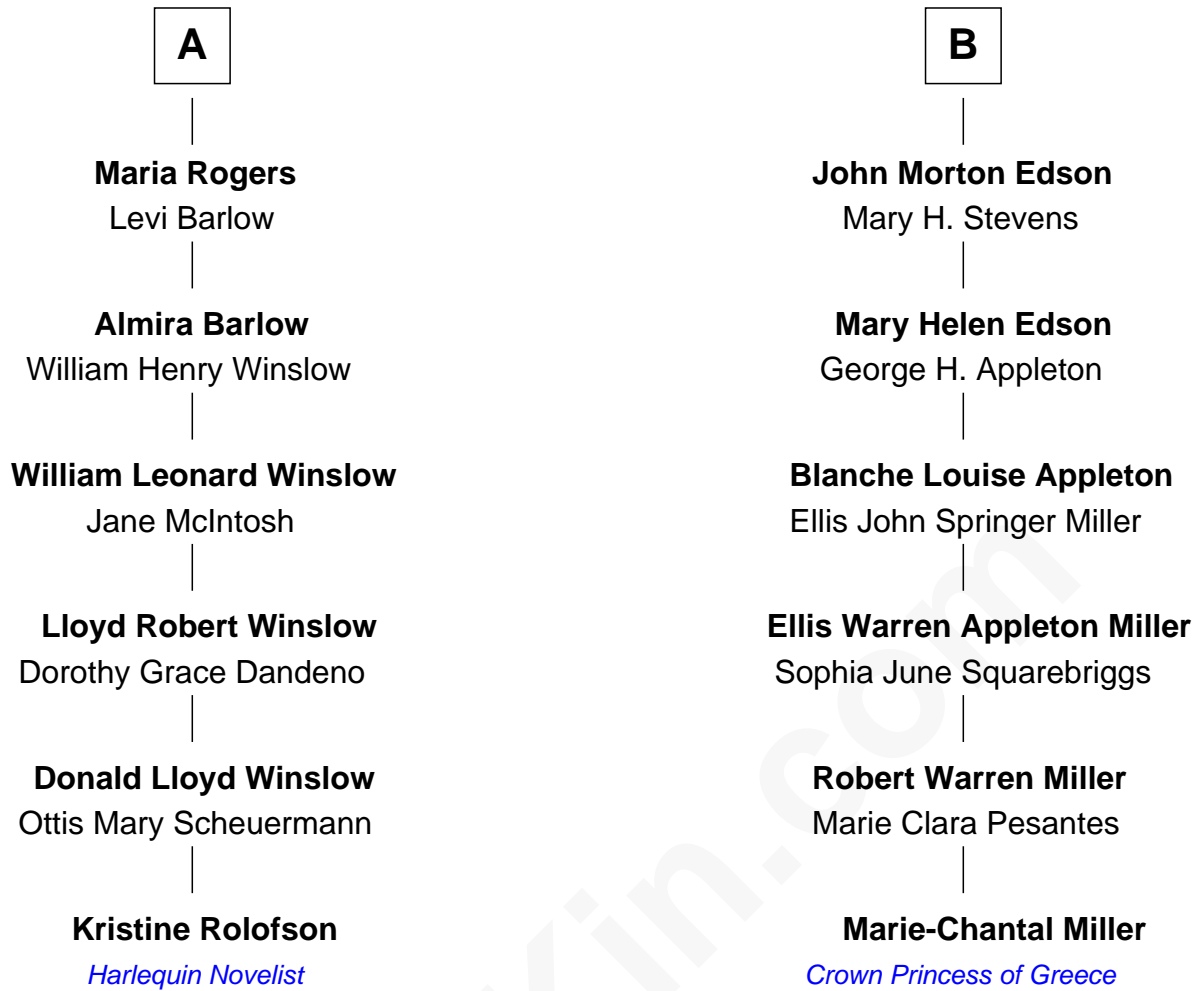 A
Maria Rogers
Levi Barlow
Almira Barlow
William Henry Winslow
William Leonard Winslow
Jane McIntosh
Lloyd Robert Winslow
Dorothy Grace Dandeno
Donald Lloyd Winslow
Ottis Mary Scheuermann
Kristine Rolofson
Harlequin Novelist
B
John Morton Edson
Mary H. Stevens
Mary Helen Edson
George H. Appleton
Blanche Louise Appleton
Ellis John Springer Miller
Ellis Warren Appleton Miller
Sophia June Squarebriggs
Robert Warren Miller
Marie Clara Pesantes
Marie-Chantal Miller
Crown Princess of Greece